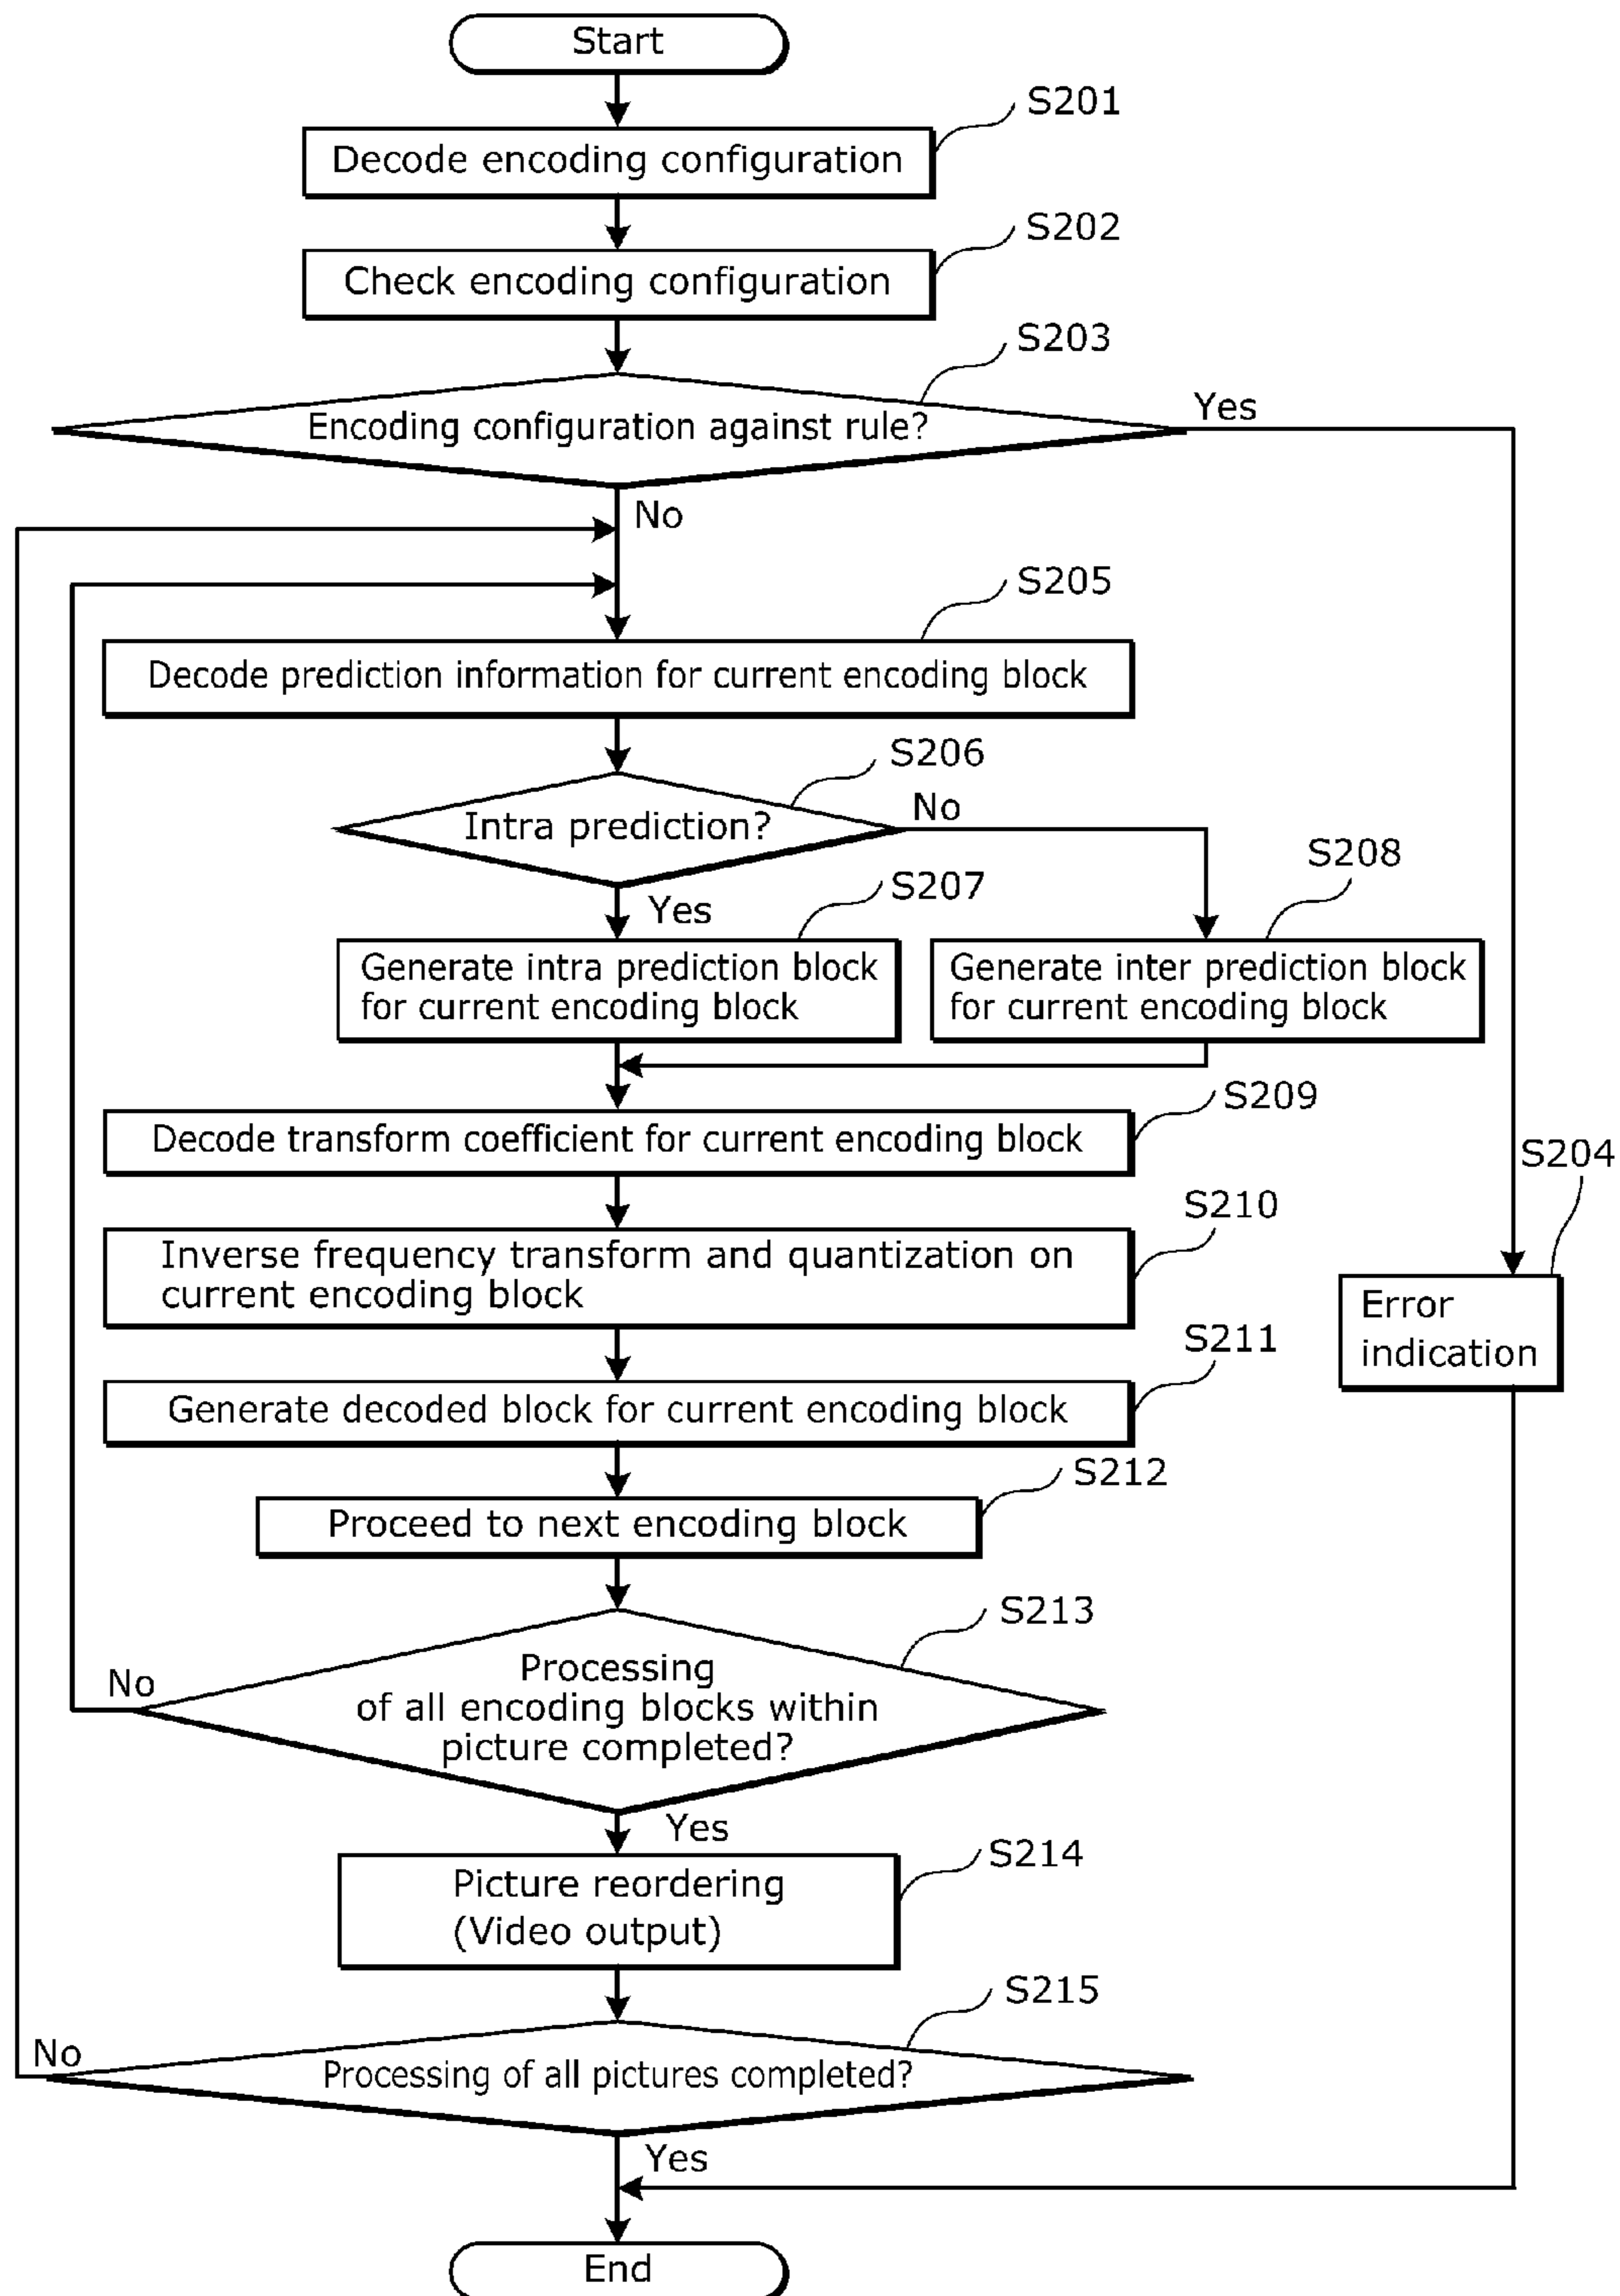 Start
S201
Decode encoding configuration
S202
Check encoding configuration
S203
Encoding configuration against rule?
Yes
No
S205
Decode prediction information for current encoding block
S206
Intra prediction?
No
S208
S207
Yes
Generate intra prediction block
for current encoding block
Generate inter prediction block
for current encoding block
S209
Decode transform coefficient for current encoding block
S204
S210
Inverse frequency transform and quantization on
current encoding block
Error
indication
S211
Generate decoded block for current encoding block
S212
Proceed to next encoding block
S213
Processing
of all encoding blocks within
picture completed?
No
Yes
S214
Picture reordering
(Video output)
S215
No
Processing of all pictures completed?
Yes
End